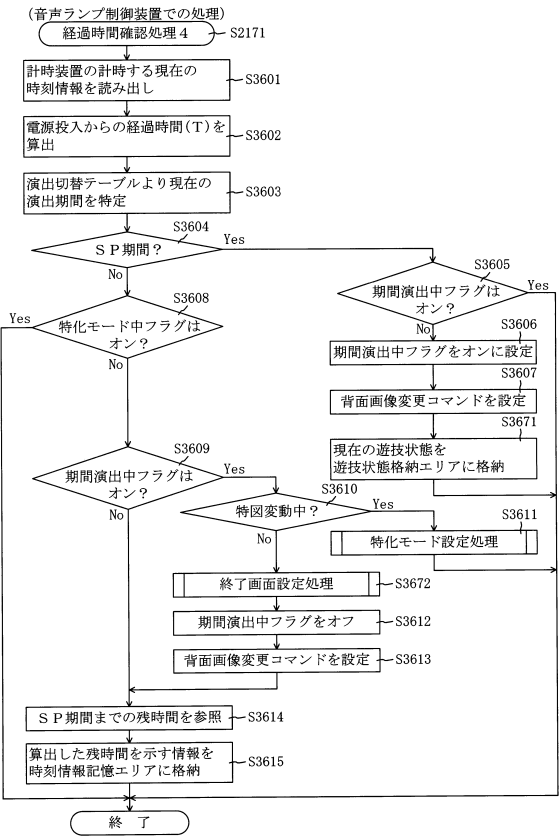 (音声ランプ制御装置での処理)
経過時間確認処理4
S2171
計時装置の計時する現在の
時刻情報を読み出し
S3601
電源投入からの経過時間(T)を
算出
S3602
演出切替テーブルより現在の
演出期間を特定
S3603
SP期間?
S3604
Yes
No
期間演出中フラグは
オン?
S3605
Yes
No
期間演出中フラグをオンに設定
S3606
背面画像変更コマンドを設定
S3607
現在の遊技状態を
遊技状態格納エリアに格納
S3671
特化モード中フラグは
オン?
S3608
Yes
No
期間演出中フラグは
オン?
S3609
Yes
No
特図変動中?
S3610
Yes
No
特化モード設定処理
S3611
終了画面設定処理
S3672
期間演出中フラグをオフ
S3612
背面画像変更コマンドを設定
S3613
SP期間までの残時間を参照
S3614
算出した残時間を示す情報を
時刻情報記憶エリアに格納
S3615
終 了